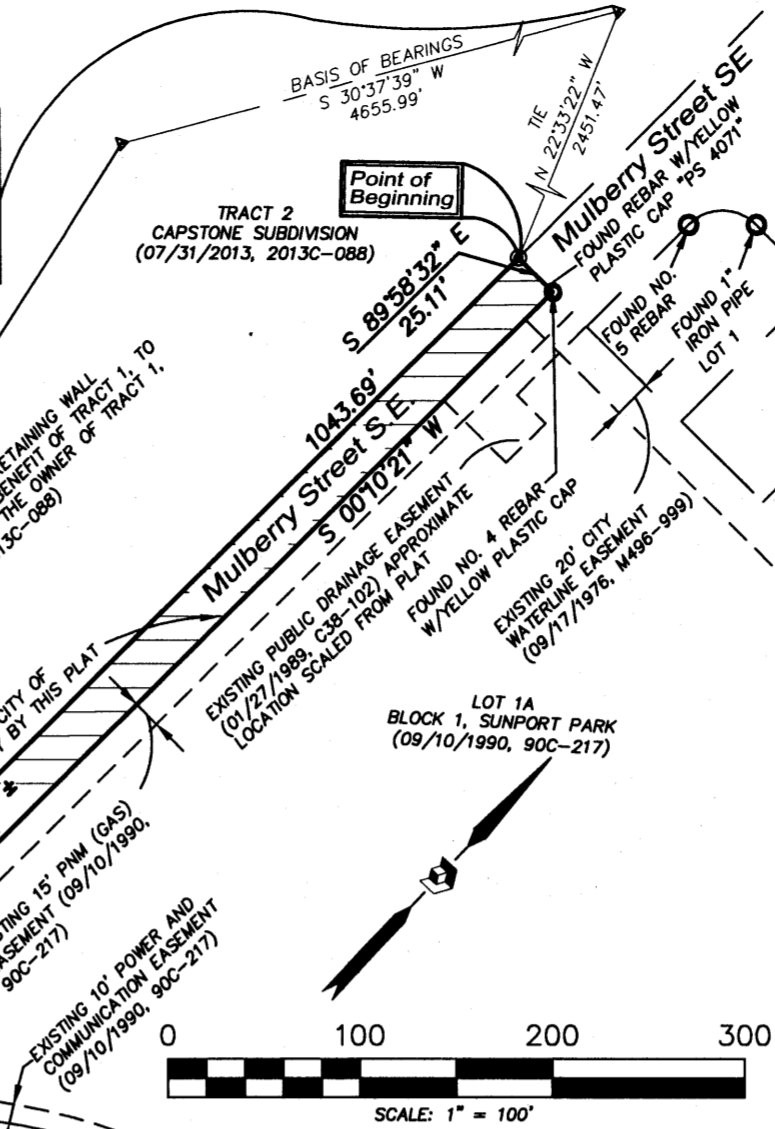 BASIS OF BEARINGS
S 30°37'39" W
4655.99'
TIE
N 22°33'22" W
2451.47'
Mulberry Street SE
FOUND REBAR W/YELLOW
PLASTIC CAP "PS 4071"
Point of
Beginning
TRACT 2
CAPSTONE SUBDIVISION
(07/31/2013, 2013C-088)
S 89°58'32" E
25.11'
FOUND NO.
5 REBAR
FOUND 1"
IRON PIPE
LOT 1
RETAINING WALL
BENEFIT OF TRACT 1, TO
THE OWNER OF TRACT 1,
13C-088)
1043.69'
Mulberry Street S.E.
S 00°10'21" W
EXISTING PUBLIC DRAINAGE EASEMENT
(01/27/1989, C38-102) APPROXIMATE
LOCATION SCALED FROM PLAT
FOUND NO. 4 REBAR
W/YELLOW PLASTIC CAP
EXISTING 20' CITY
WATERLINE EASEMENT
(09/17/1976, M496-999)
CITY OF
BY THIS PLAT
±
LOT 1A
BLOCK 1, SUNPORT PARK
(09/10/1990, 90C-217)
STING 15' PNM (GAS)
ASEMENT (09/10/1990,
90C-217)
EXISTING 10' POWER AND
COMMUNICATION EASEMENT
(09/10/1990, 90C-217)
0 100 200 300
SCALE: 1" = 100'